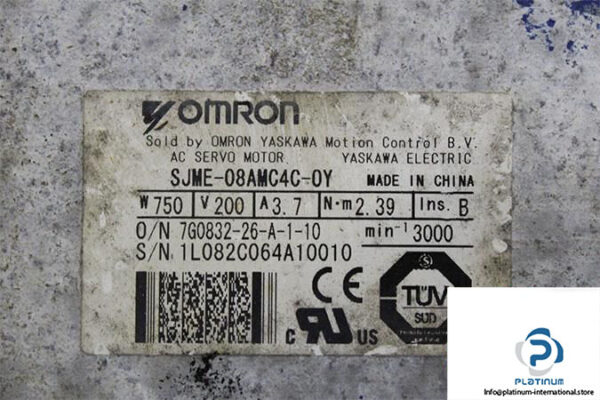 OMRON
Sold by OMRON YASKAWA Motion Control B.V.
AC SERVO MOTOR YASKAWA ELECTRIC
SJME-08AMC4C-OY MADE IN CHINA
W 750 V 200 A 3.7 N·m 2.39 Ins. B
O/N 7G0832-26-A-1-10 min⁻¹ 3000
S/N 1L082C064A10010
CE
C RU US
S
TÜV
SÜD
PLATINUM
Info@platinum-international.store